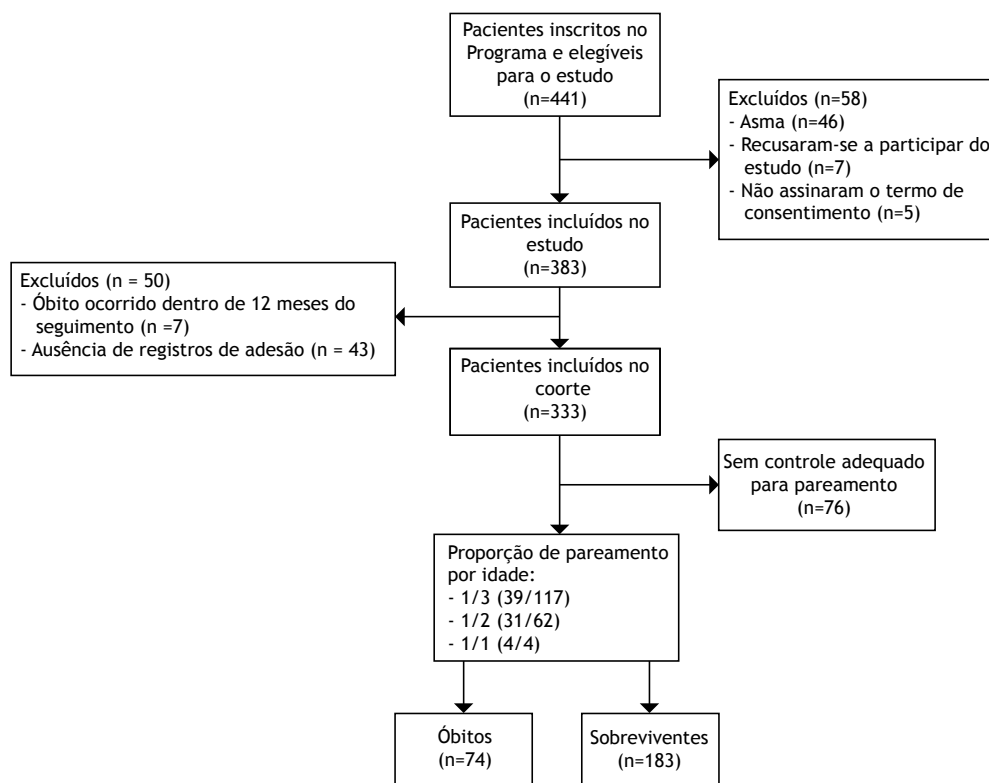 Pacientes inscritos no
Programa e elegíveis
para o estudo
(n=441)
Excluídos (n=58)
- Asma (n=46)
- Recusaram-se a participar do
estudo (n=7)
- Não assinaram o termo de
consentimento (n=5)
Pacientes incluídos no
estudo
(n=383)
Excluídos (n = 50)
- Óbito ocorrido dentro de 12 meses do
seguimento (n =7)
- Ausência de registros de adesão (n = 43)
Pacientes incluídos no
coorte
(n=333)
Sem controle adequado
para pareamento
(n=76)
Proporção de pareamento
por idade:
- 1/3 (39/117)
- 1/2 (31/62)
- 1/1 (4/4)
Óbitos
(n=74)
Sobreviventes
(n=183)